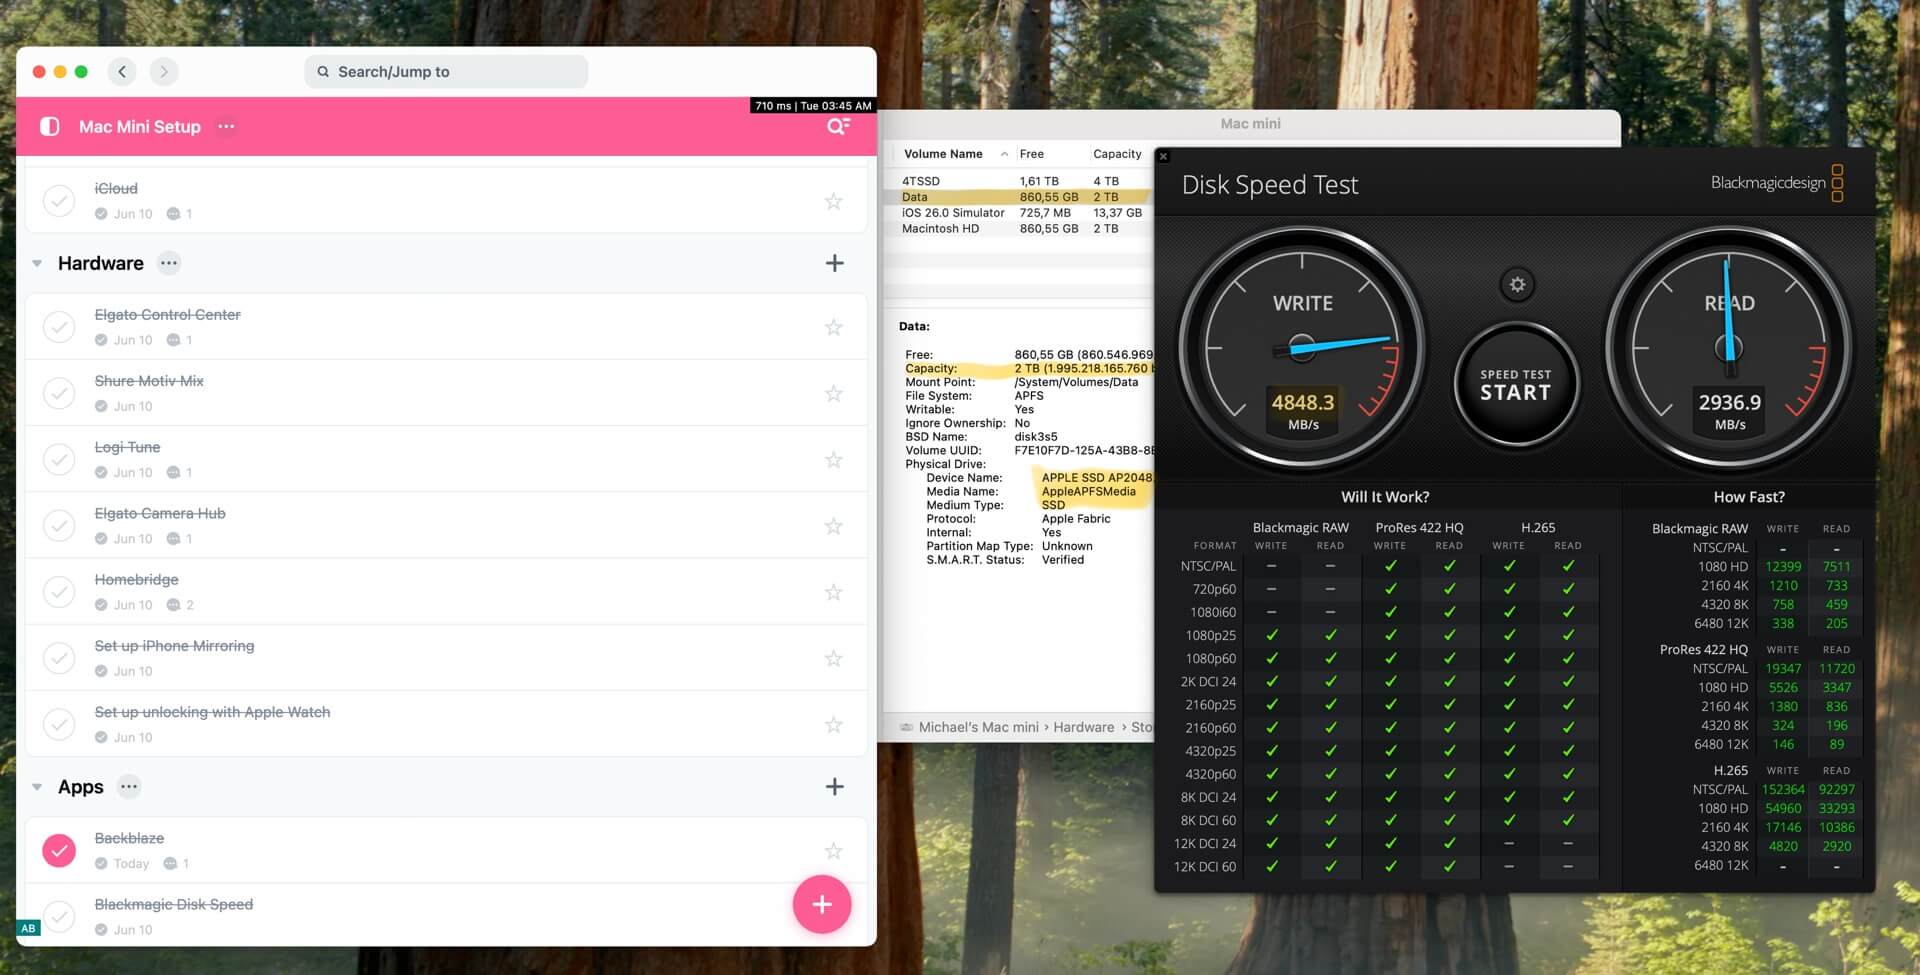 Search/Jump to
710 ms | Tue 03:45 AM
Mac Mini Setup
iCloud
Jun 10 1
Hardware
Elgato Control Center
Jun 10 1
Shure Motiv Mix
Jun 10
Logi Tune
Jun 10 1
Elgato Camera Hub
Jun 10 1
Homebridge
Jun 10 2
Set up iPhone Mirroring
Jun 10
Set up unlocking with Apple Watch
Jun 10
Apps
Backblaze
Today 1
Blackmagic Disk Speed
Jun 10
AB
Mac mini
Volume Name Free Capacity
4TSSD 1,61 TB 4 TB
Data 860,55 GB 2 TB
iOS 26.0 Simulator 725,7 MB 13,37 GB
Macintosh HD 860,55 GB 2 TB
Data:
Free: 860,55 GB (860.546.969.
Capacity: 2 TB (1.995.218.165.760 b
Mount Point: /System/Volumes/Data
File System: APFS
Writable: Yes
Ignore Ownership: No
BSD Name: disk3s5
Volume UUID: F7E10F7D-125A-43B8-8
Physical Drive:
Device Name: APPLE SSD AP2048
Media Name: AppleAPFSMedia
Medium Type: SSD
Protocol: Apple Fabric
Internal: Yes
Partition Map Type: Unknown
S.M.A.R.T. Status: Verified
Michael's Mac mini › Hardware › Sto
Disk Speed Test
Blackmagicdesign
WRITE
4848.3
MB/s
SPEED TEST
START
READ
2936.9
MB/s
Will It Work?
Blackmagic RAW ProRes 422 HQ H.265
FORMAT WRITE READ WRITE READ WRITE READ
NTSC/PAL – – ✓ ✓ ✓ ✓
720p60 – – ✓ ✓ ✓ ✓
1080i60 – – ✓ ✓ ✓ ✓
1080p25 ✓ ✓ ✓ ✓ ✓ ✓
1080p60 ✓ ✓ ✓ ✓ ✓ ✓
2K DCI 24 ✓ ✓ ✓ ✓ ✓ ✓
2160p25 ✓ ✓ ✓ ✓ ✓ ✓
2160p60 ✓ ✓ ✓ ✓ ✓ ✓
4320p25 ✓ ✓ ✓ ✓ ✓ ✓
4320p60 ✓ ✓ ✓ ✓ ✓ ✓
8K DCI 24 ✓ ✓ ✓ ✓ ✓ ✓
8K DCI 60 ✓ ✓ ✓ ✓ ✓ ✓
12K DCI 24 ✓ ✓ ✓ ✓ – –
12K DCI 60 ✓ ✓ ✓ ✓ – –
How Fast?
Blackmagic RAW WRITE READ
NTSC/PAL - -
1080 HD 12399 7511
2160 4K 1210 733
4320 8K 758 459
6480 12K 338 205
ProRes 422 HQ WRITE READ
NTSC/PAL 19347 11720
1080 HD 5526 3347
2160 4K 1380 836
4320 8K 324 196
6480 12K 146 89
H.265 WRITE READ
NTSC/PAL 152364 92297
1080 HD 54960 33293
2160 4K 17146 10386
4320 8K 4820 2920
6480 12K - -